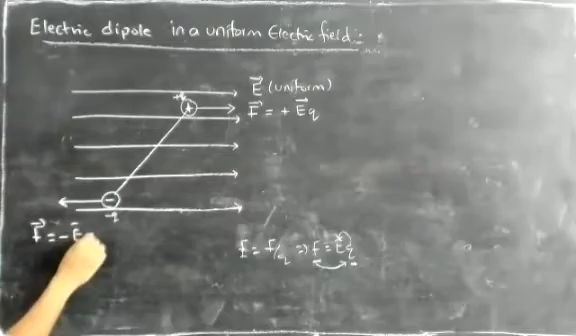 Electric dipole in a uniform Electric field :-
E⃗ (uniform)
+q
+
F⃗ = + E⃗q
-
-q
F⃗ = - E⃗
E = F/q ⇒ F = Eq